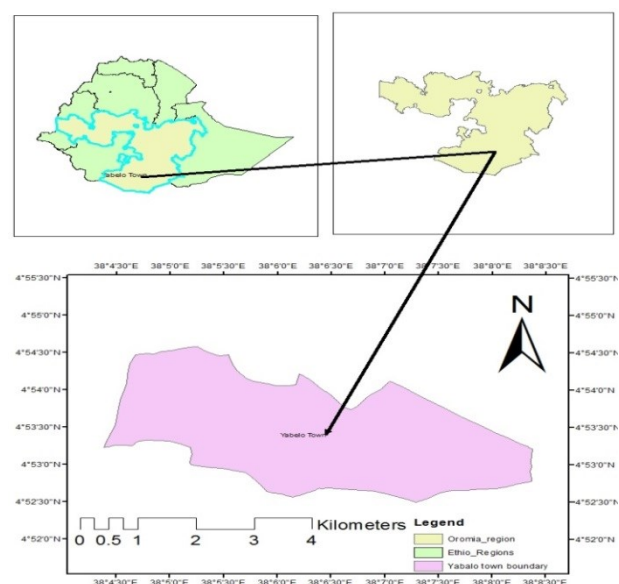 Yabelo Town
38°4'30"E 38°5'0"E 38°5'30"E 38°6'0"E 38°6'30"E 38°7'0"E 38°7'30"E 38°8'0"E 38°8'30"E
4°55'30"N 4°55'30"N
4°55'0"N 4°55'0"N
N
4°54'30"N 4°54'30"N
4°54'0"N 4°54'0"N
4°53'30"N Yabelo Town 4°53'30"N
4°53'0"N 4°53'0"N
4°52'30"N 4°52'30"N
Kilometers
0 0.5 1 2 3 4
4°52'0"N 4°52'0"N
Legend
Oromia_region
Ethio_Regions
Yabalo town boundary
38°4'30"E 38°5'0"E 38°5'30"E 38°6'0"E 38°6'30"E 38°7'0"E 38°7'30"E 38°8'0"E 38°8'30"E